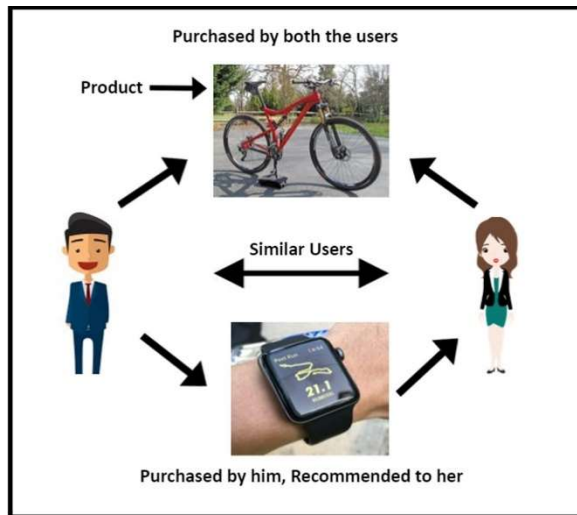 Purchased by both the users
Product
Similar Users
21.1
Purchased by him, Recommended to her